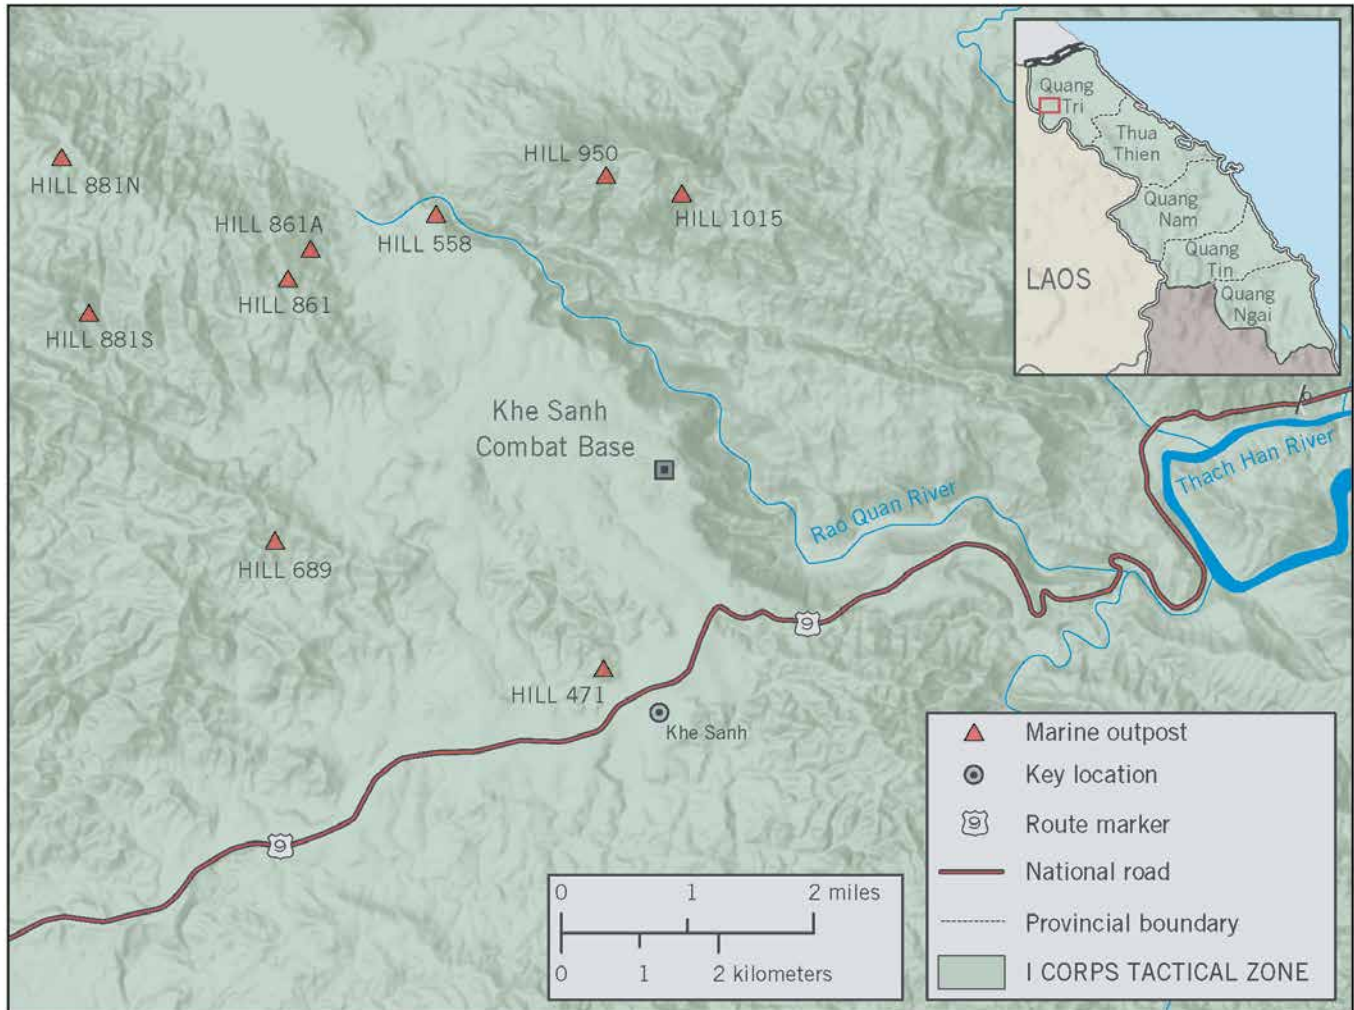 HILL 881N
HILL 861A
HILL 861
HILL 881S
HILL 558
HILL 950
HILL 1015
Khe Sanh
Combat Base
HILL 689
HILL 471
Khe Sanh
Rao Quan River
Thach Han River
9
9
9
Quang
Tri
Thua
Thien
Quang
Nam
Quang
Tin
Quang
Ngai
LAOS
0 1 2 miles
0 1 2 kilometers
Marine outpost
Key location
9 Route marker
National road
Provincial boundary
I CORPS TACTICAL ZONE